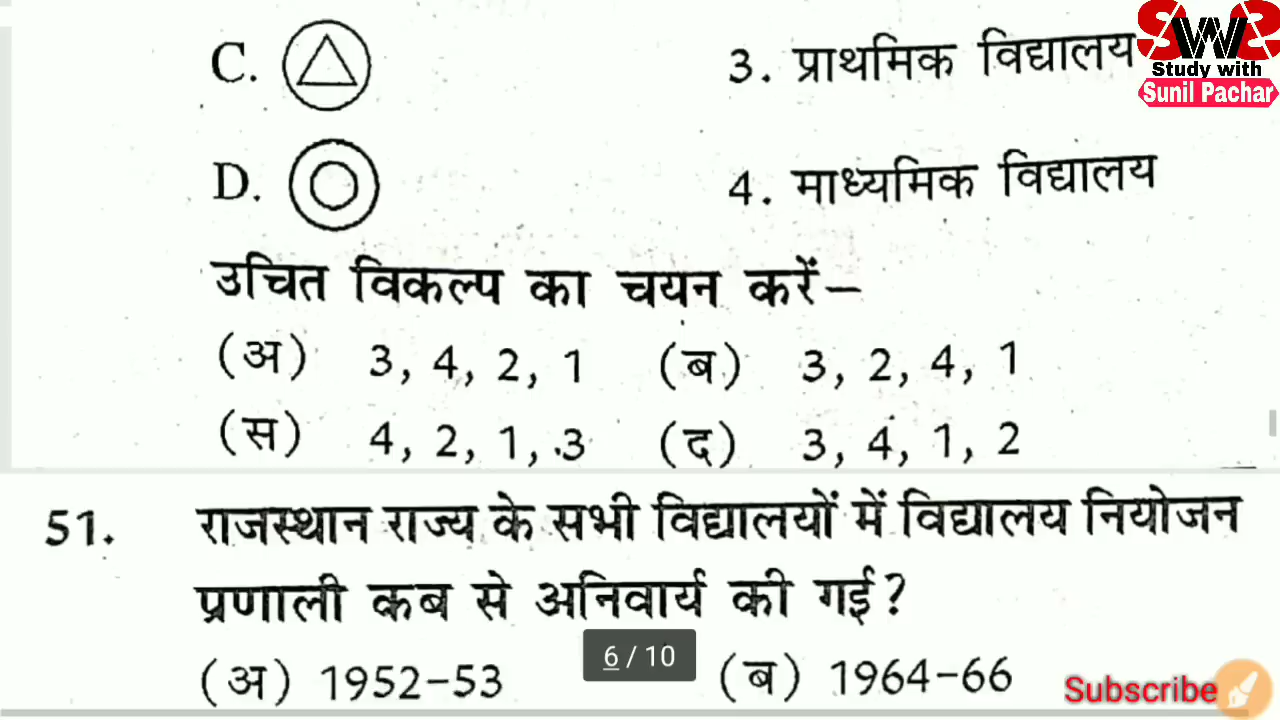 C.
3. प्राथमिक विद्यालय
SWS
Study with
Sunil Pachar
D.
4. माध्यमिक विद्यालय
उचित विकल्प का चयन करें–
(अ) 3, 4, 2, 1 (ब) 3, 2, 4, 1
(स) 4, 2, 1, 3 (द) 3, 4, 1, 2
51. राजस्थान राज्य के सभी विद्यालयों में विद्यालय नियोजन
प्रणाली कब से अनिवार्य की गई?
6 / 10
(अ) 1952-53 (ब) 1964-66
Subscribe